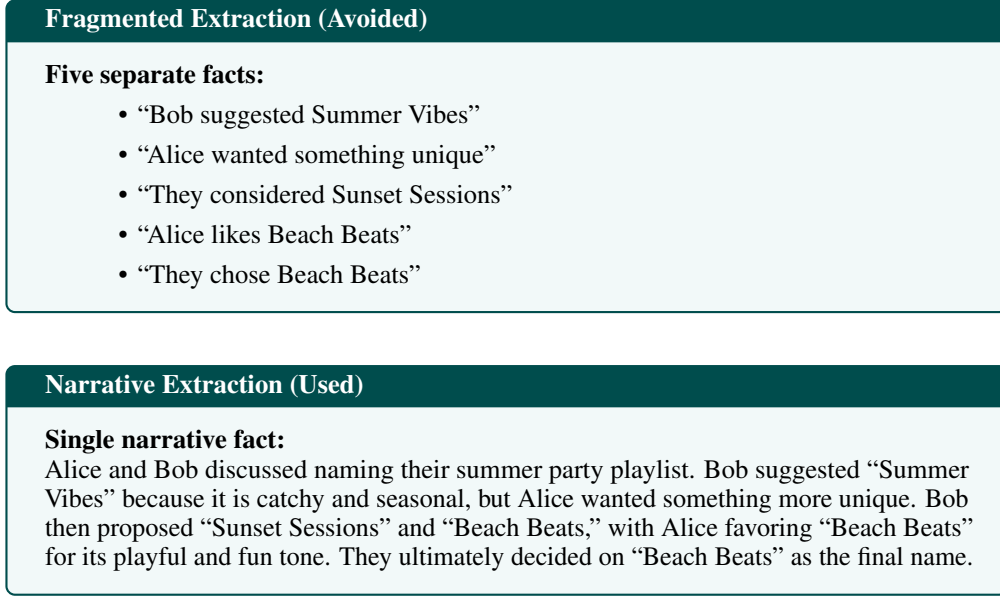 Fragmented Extraction (Avoided)
Five separate facts:
• “Bob suggested Summer Vibes”
• “Alice wanted something unique”
• “They considered Sunset Sessions”
• “Alice likes Beach Beats”
• “They chose Beach Beats”
Narrative Extraction (Used)
Single narrative fact:
Alice and Bob discussed naming their summer party playlist. Bob suggested “Summer
Vibes” because it is catchy and seasonal, but Alice wanted something more unique. Bob
then proposed “Sunset Sessions” and “Beach Beats,” with Alice favoring “Beach Beats”
for its playful and fun tone. They ultimately decided on “Beach Beats” as the final name.